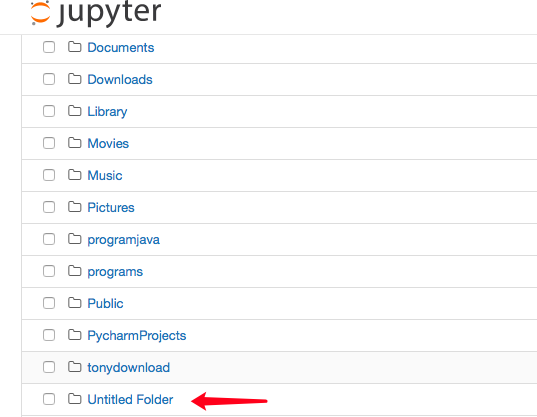 jupyter
Documents
Downloads
Library
Movies
Music
Pictures
programjava
programs
Public
PycharmProjects
tonydownload
Untitled Folder